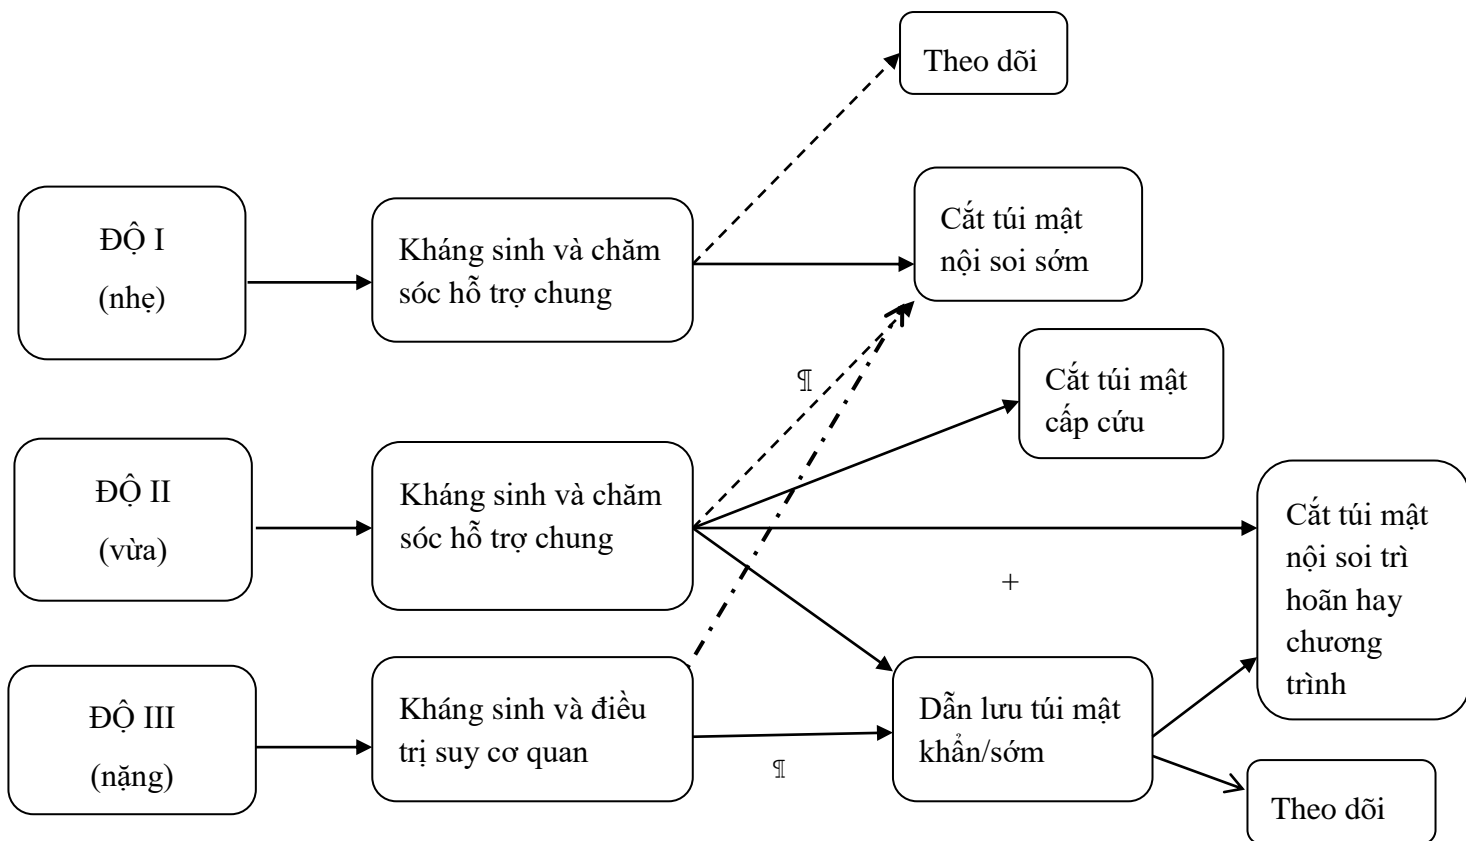 Theo dõi
ĐỘ I
(nhẹ)
Kháng sinh và chăm
sóc hỗ trợ chung
Cắt túi mật
nội soi sớm
¶
Cắt túi mật
cấp cứu
ĐỘ II
(vừa)
Kháng sinh và chăm
sóc hỗ trợ chung
+
Cắt túi mật
nội soi trì
hoãn hay
chương
trình
ĐỘ III
(nặng)
Kháng sinh và điều
trị suy cơ quan
¶
Dẫn lưu túi mật
khẩn/sớm
Theo dõi